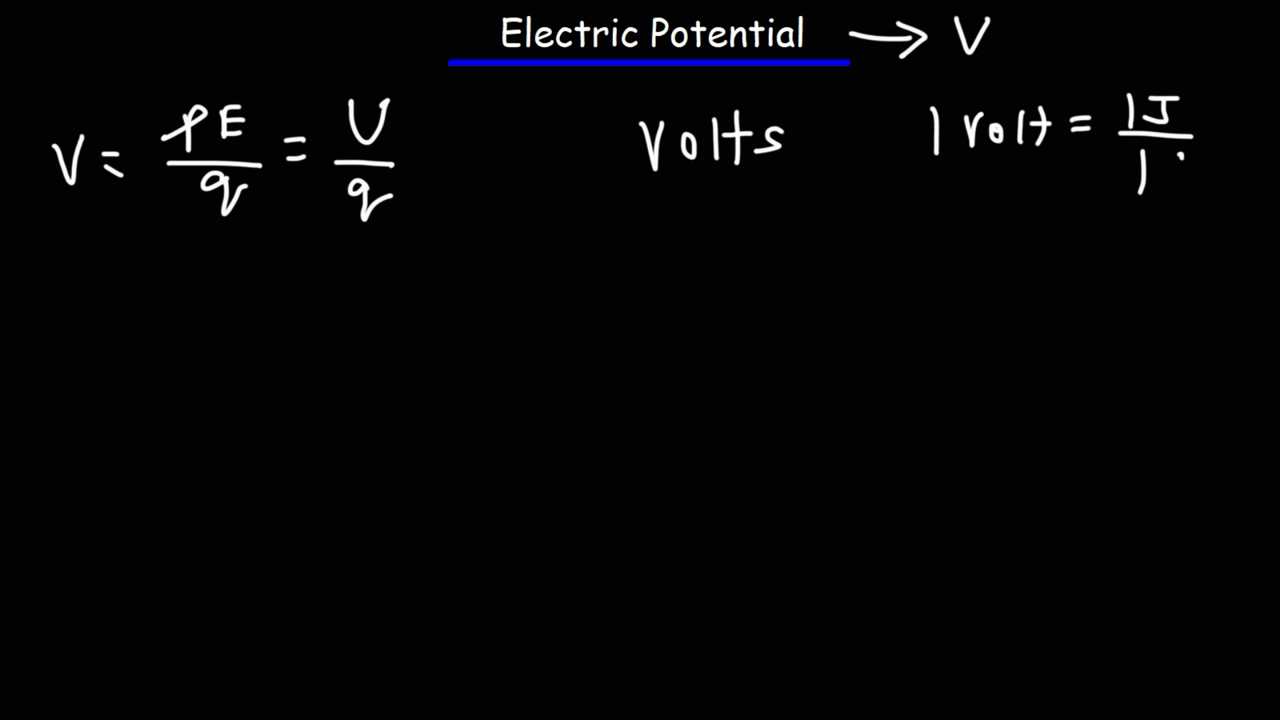 Electric Potential → V
V = PE/q = U/q volts 1 volt = 1J/1